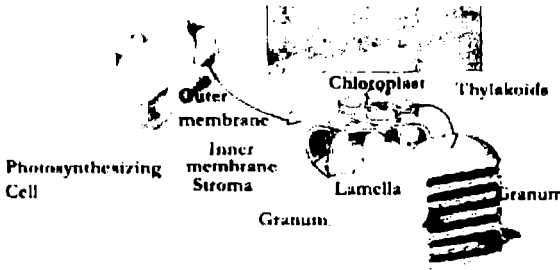 Chloroplast
Thylakoids
Outer
membrane
Inner
membrane
Stroma
Photosynthesizing
Cell
Lamella
Granum
Granum